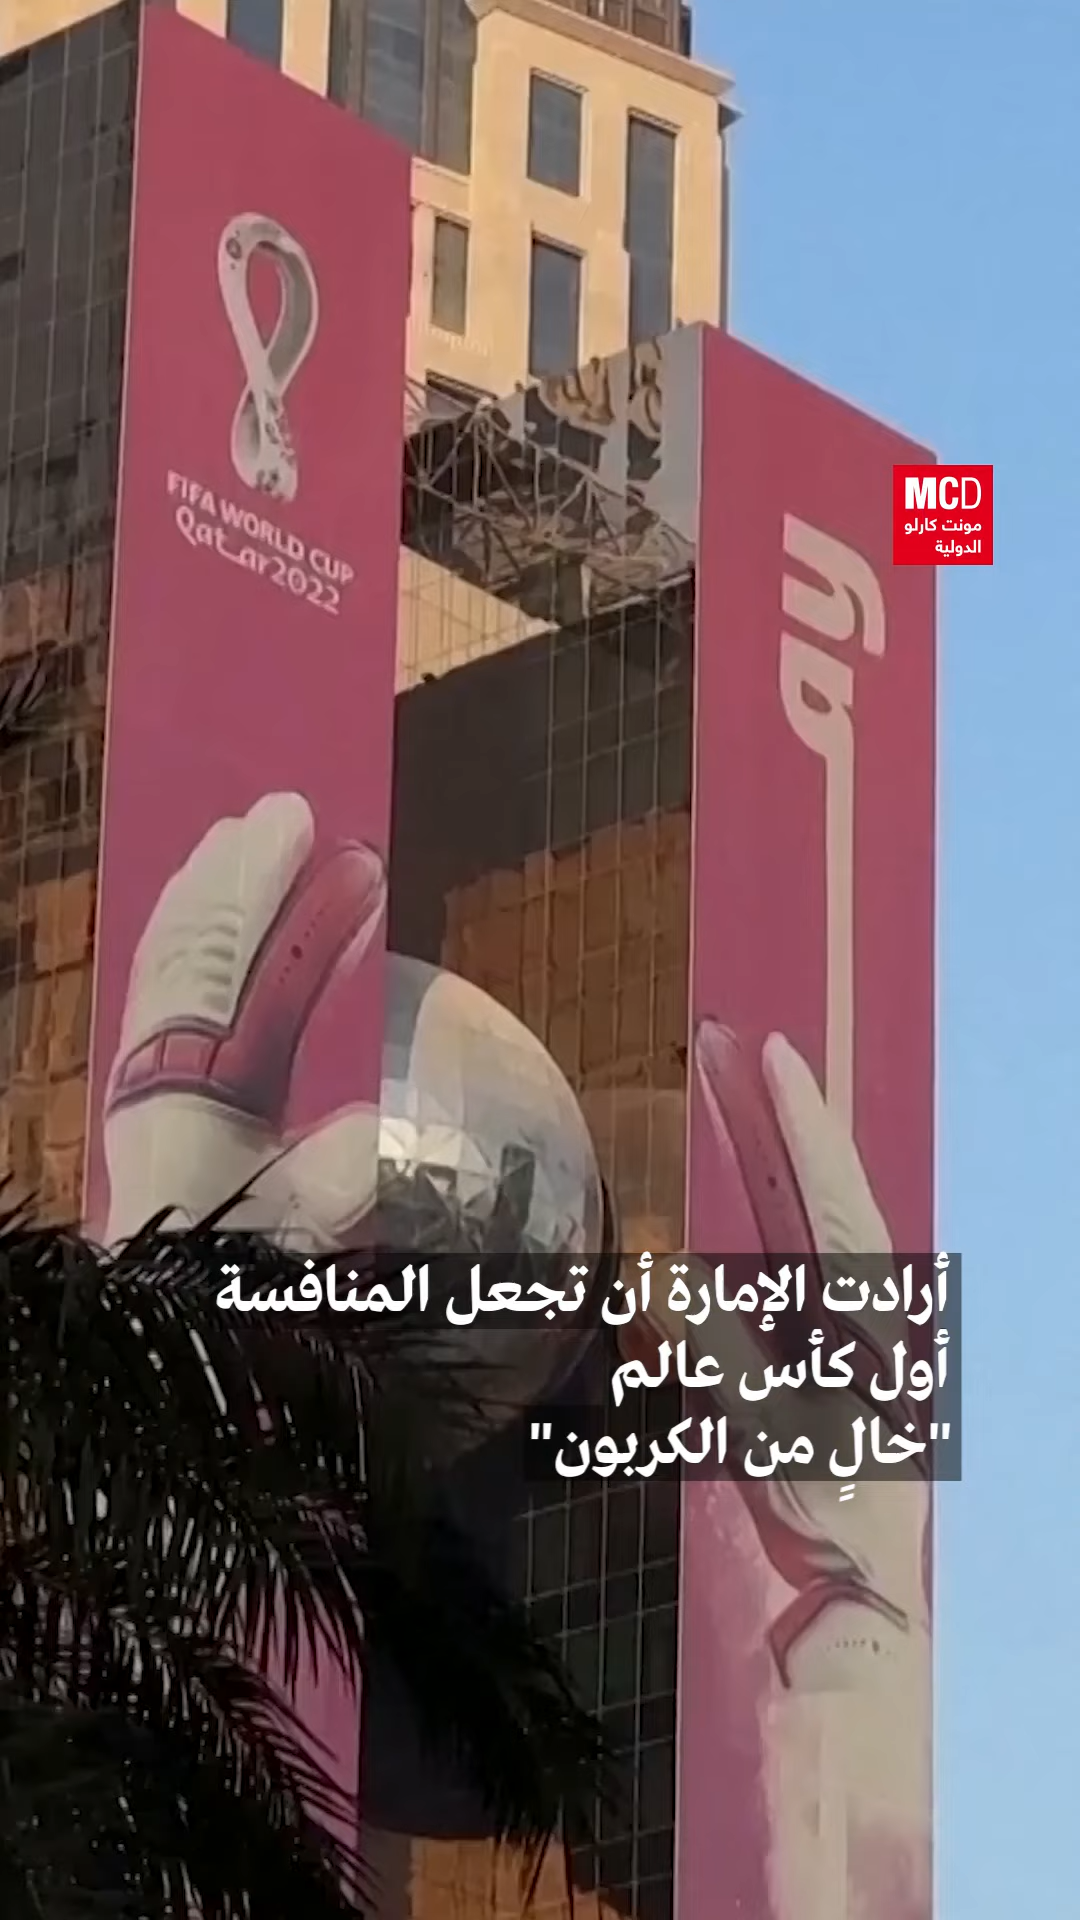 FIFA WORLD CUP
Qatar2022
ay
MCD
مونت كارلو
الدولية
أرادت الإمارة أن تجعل المنافسة
أول كأس عالم
"خالٍ من الكربون"